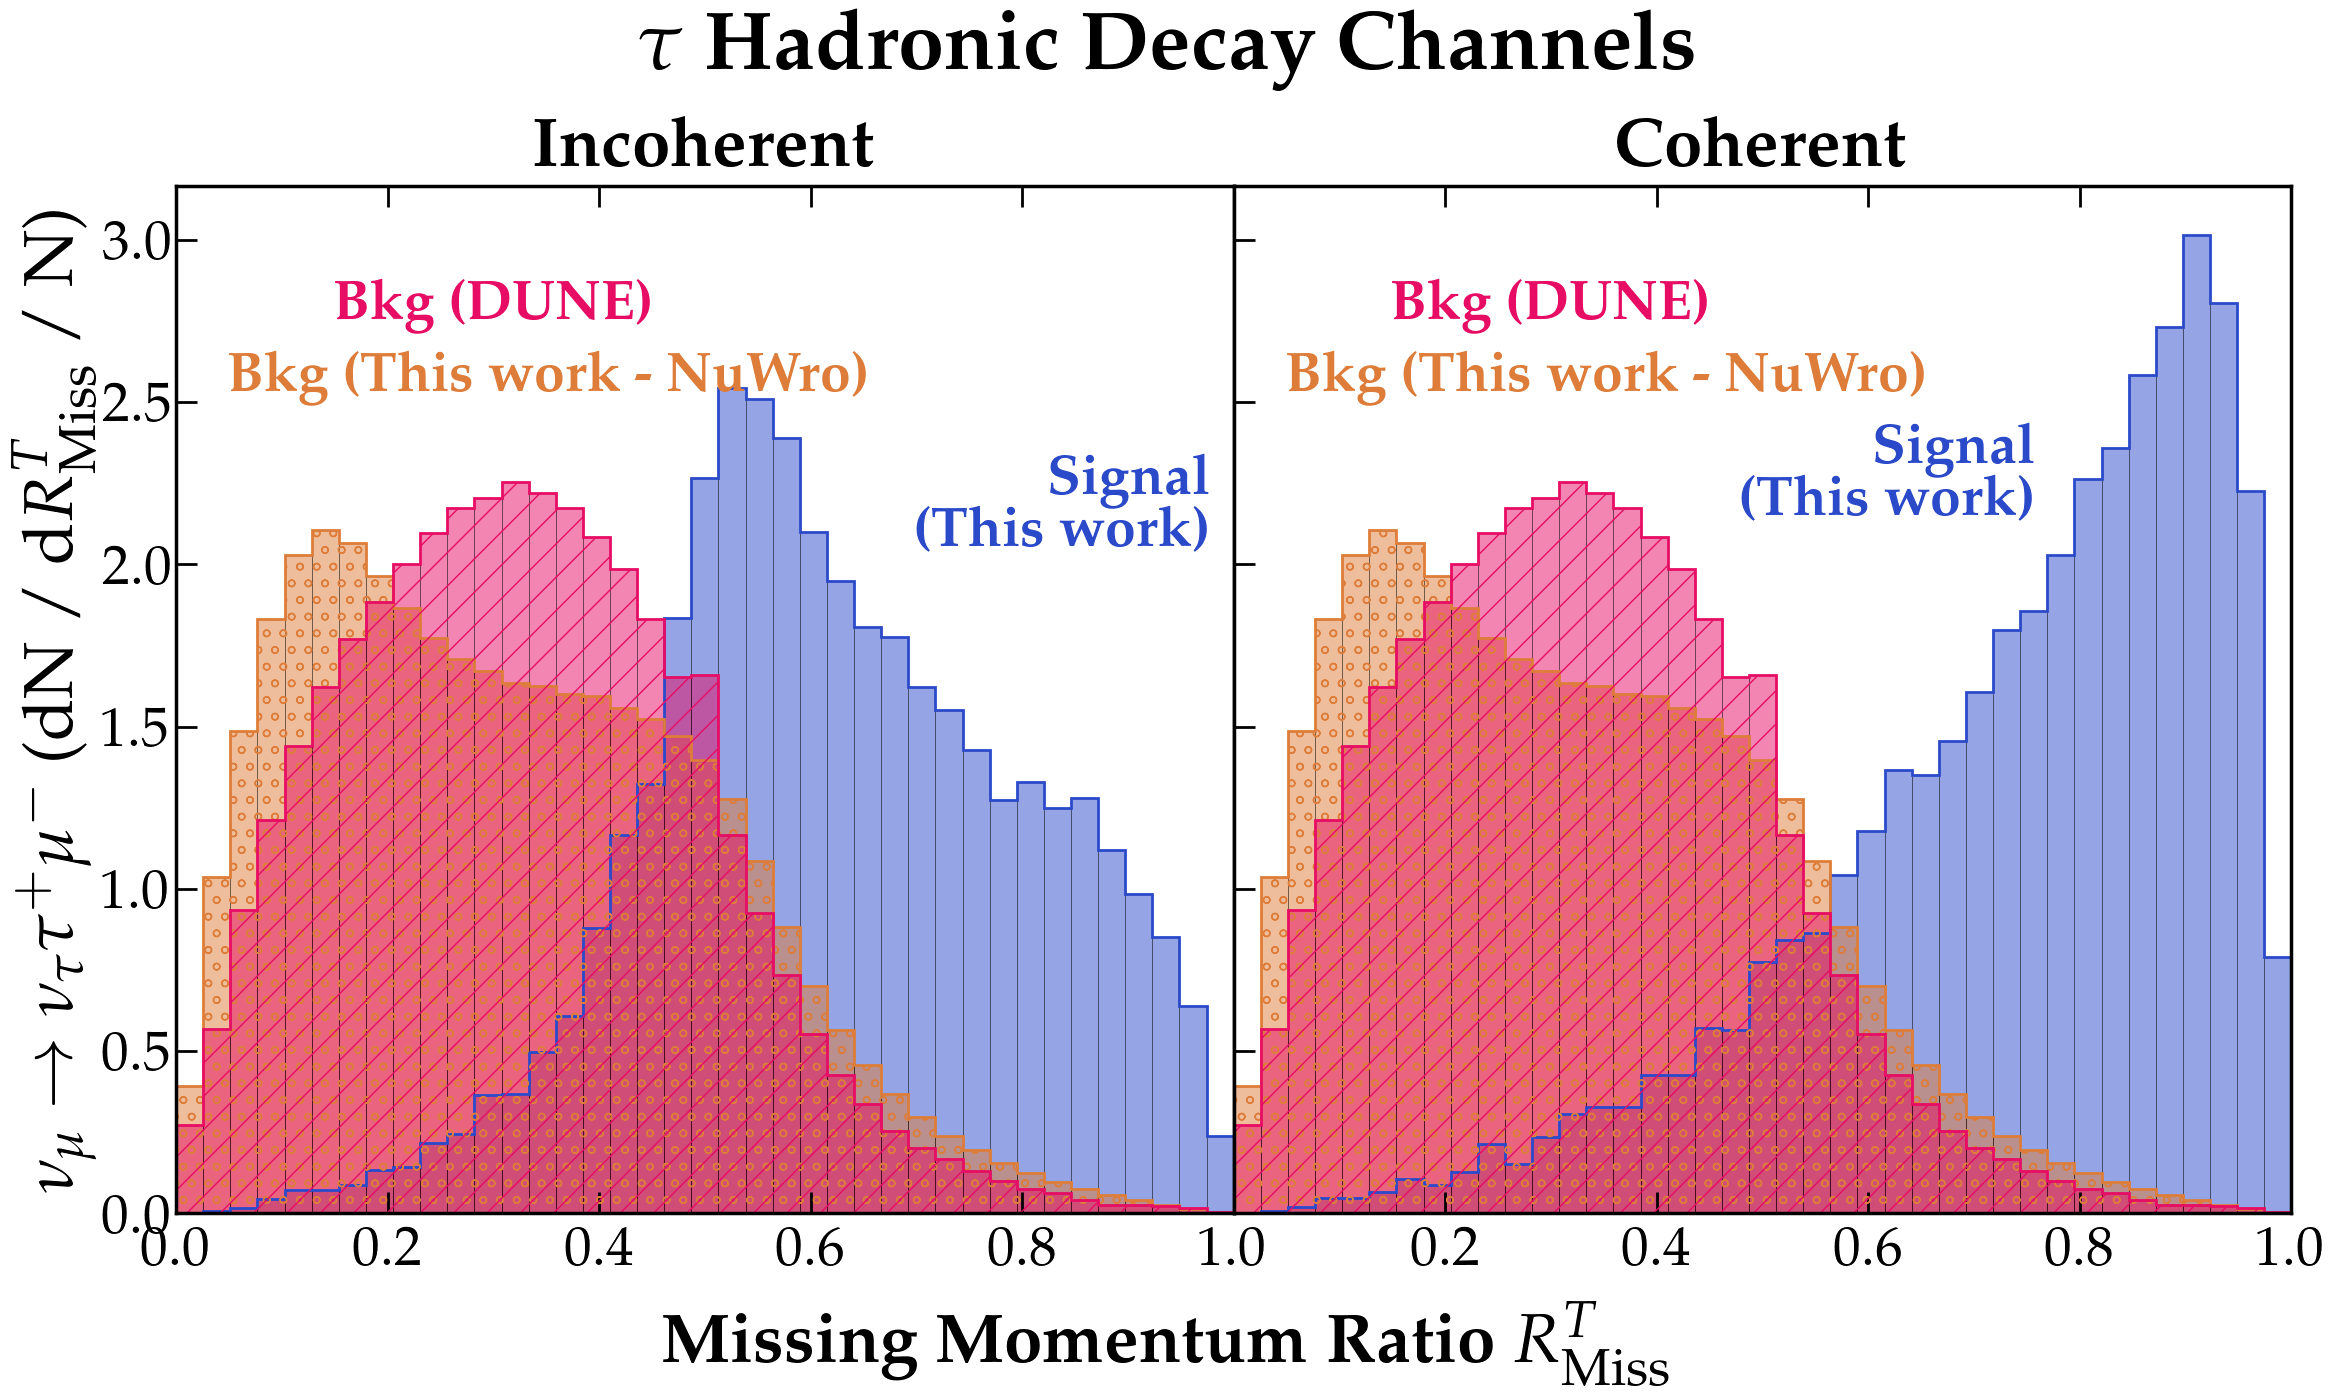 τ Hadronic Decay Channels
Incoherent
Coherent
ν_μ → ν_τ τ⁺ μ⁻ (dN / dR^T_Miss / N)
3.0
2.5
2.0
1.5
1.0
0.5
0.0
Bkg (DUNE)
Bkg (This work - NuWro)
Signal
(This work)
Bkg (DUNE)
Bkg (This work - NuWro)
Signal
(This work)
0.0 0.2 0.4 0.6 0.8 1.0 0.2 0.4 0.6 0.8 1.0
Missing Momentum Ratio R^T_Miss